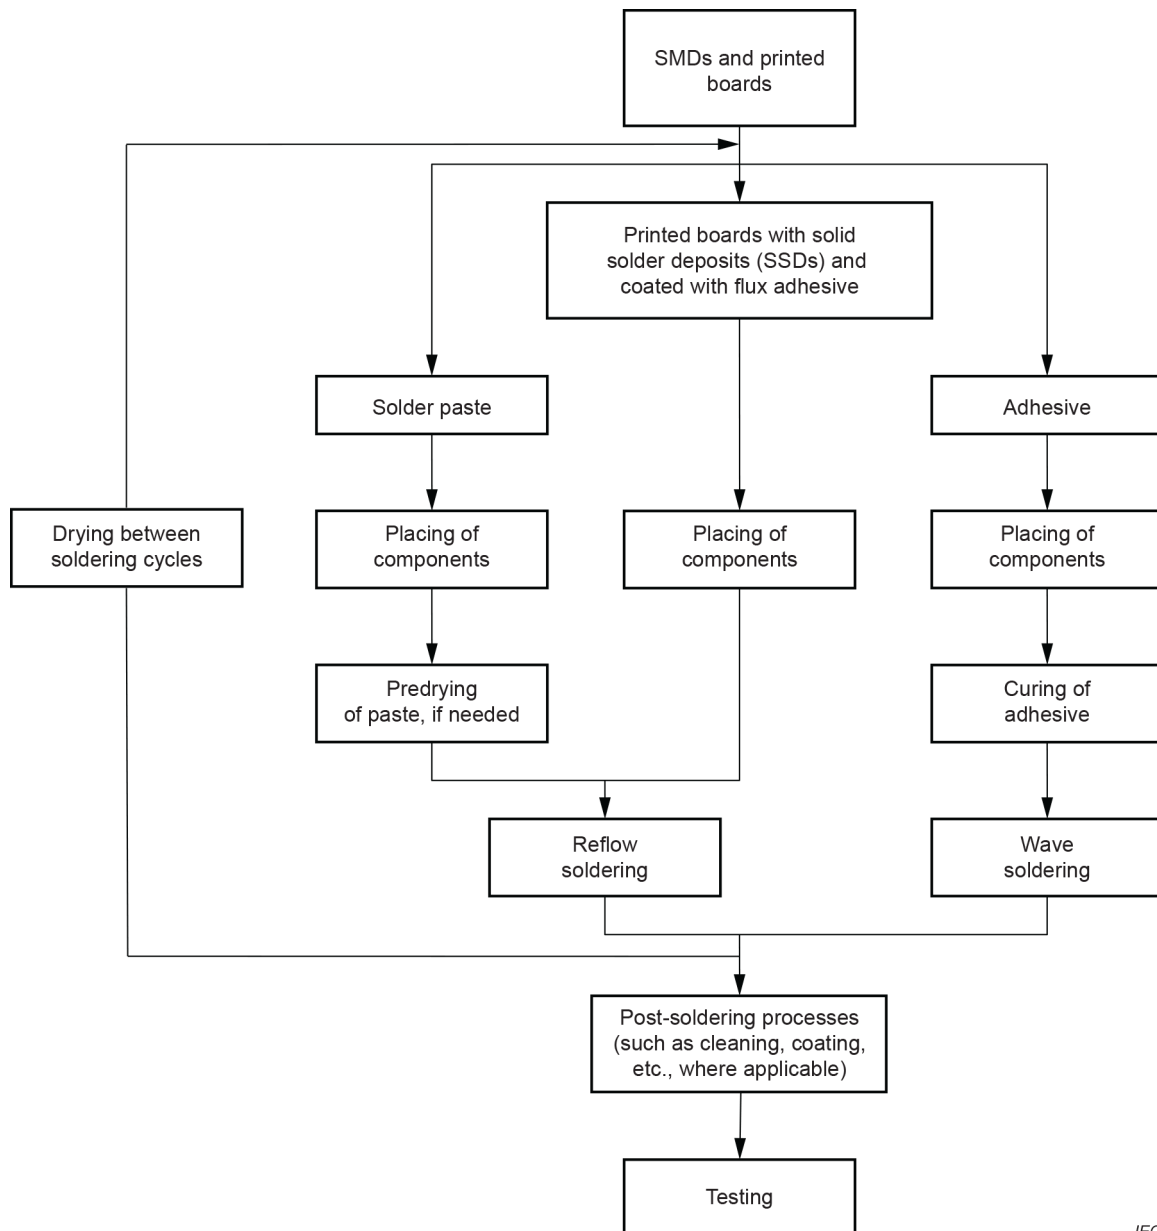 SMDs and printed
boards
Printed boards with solid
solder deposits (SSDs) and
coated with flux adhesive
Solder paste
Adhesive
Drying between
soldering cycles
Placing of
components
Placing of
components
Placing of
components
Predrying
of paste, if needed
Curing of
adhesive
Reflow
soldering
Wave
soldering
Post-soldering processes
(such as cleaning, coating,
etc., where applicable)
Testing